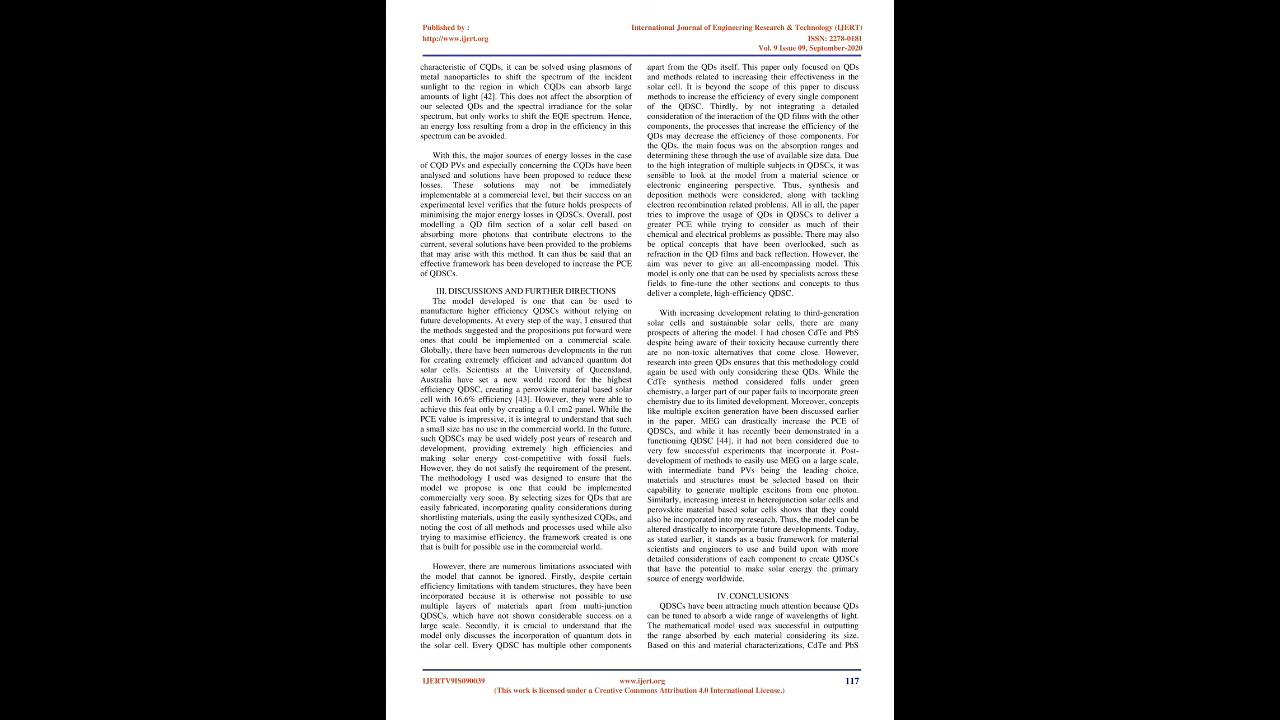 Published by :
http://www.ijert.org
International Journal of Engineering Research & Technology (IJERT)
ISSN: 2278-0181
Vol. 9 Issue 09, September-2020
characteristic of CQDs, it can be solved using plasmons of
metal nanoparticles to shift the spectrum of the incident
sunlight to the region in which CQDs can absorb large
amounts of light [42]. This does not affect the absorption of
our selected QDs and the spectral irradiance for the solar
spectrum, but only works to shift the EQE spectrum. Hence,
an energy loss resulting from a drop in the efficiency in this
spectrum can be avoided.
With this, the major sources of energy losses in the case
of CQD PVs and especially concerning the CQDs have been
analysed and solutions have been proposed to reduce these
losses. These solutions may not be immediately
implementable at a commercial level, but their success on an
experimental level verifies that the future holds prospects of
minimising the major energy losses in QDSCs. Overall, post
modelling a QD film section of a solar cell based on
absorbing more photons that contribute electrons to the
current, several solutions have been provided to the problems
that may arise with this method. It can thus be said that an
effective framework has been developed to increase the PCE
of QDSCs.
III. DISCUSSIONS AND FURTHER DIRECTIONS
The model developed is one that can be used to
manufacture higher efficiency QDSCs without relying on
future developments. At every step of the way, I ensured that
the methods suggested and the propositions put forward were
ones that could be implemented on a commercial scale.
Globally, there have been numerous developments in the run
for creating extremely efficient and advanced quantum dot
solar cells. Scientists at the University of Queensland,
Australia have set a new world record for the highest
efficiency QDSC, creating a perovskite material based solar
cell with 16.6% efficiency [43]. However, they were able to
achieve this feat only by creating a 0.1 cm2 panel. While the
PCE value is impressive, it is integral to understand that such
a small size has no use in the commercial world. In the future,
such QDSCs may be used widely post years of research and
development, providing extremely high efficiencies and
making solar energy cost-competitive with fossil fuels.
However, they do not satisfy the requirement of the present.
The methodology I used was designed to ensure that the
model we propose is one that could be implemented
commercially very soon. By selecting sizes for QDs that are
easily fabricated, incorporating quality considerations during
shortlisting materials, using the easily synthesized CQDs, and
noting the cost of all methods and processes used while also
trying to maximise efficiency, the framework created is one
that is built for possible use in the commercial world.
However, there are numerous limitations associated with
the model that cannot be ignored. Firstly, despite certain
efficiency limitations with tandem structures, they have been
incorporated because it is otherwise not possible to use
multiple layers of materials apart from multi-junction
QDSCs, which have not shown considerable success on a
large scale. Secondly, it is crucial to understand that the
model only discusses the incorporation of quantum dots in
the solar cell. Every QDSC has multiple other components
apart from the QDs itself. This paper only focused on QDs
and methods related to increasing their effectiveness in the
solar cell. It is beyond the scope of this paper to discuss
methods to increase the efficiency of every single component
of the QDSC. Thirdly, by not integrating a detailed
consideration of the interaction of the QD films with the other
components, the processes that increase the efficiency of the
QDs may decrease the efficiency of those components. For
the QDs, the main focus was on the absorption ranges and
determining these through the use of available size data. Due
to the high integration of multiple subjects in QDSCs, it was
sensible to look at the model from a material science or
electronic engineering perspective. Thus, synthesis and
deposition methods were considered, along with tackling
electron recombination related problems. All in all, the paper
tries to improve the usage of QDs in QDSCs to deliver a
greater PCE while trying to consider as much of their
chemical and electrical problems as possible. There may also
be optical concepts that have been overlooked, such as
refraction in the QD films and back reflection. However, the
aim was never to give an all-encompassing model. This
model is only one that can be used by specialists across these
fields to fine-tune the other sections and concepts to thus
deliver a complete, high-efficiency QDSC.
With increasing development relating to third-generation
solar cells and sustainable solar cells, there are many
prospects of altering the model. I had chosen CdTe and PbS
despite being aware of their toxicity because currently there
are no non-toxic alternatives that come close. However,
research into green QDs ensures that this methodology could
again be used with only considering these QDs. While the
CdTe synthesis method considered falls under green
chemistry, a larger part of our paper fails to incorporate green
chemistry due to its limited development. Moreover, concepts
like multiple exciton generation have been discussed earlier
in the paper. MEG can drastically increase the PCE of
QDSCs, and while it has recently been demonstrated in a
functioning QDSC [44], it had not been considered due to
very few successful experiments that incorporate it. Post-
development of methods to easily use MEG on a large scale,
with intermediate band PVs being the leading choice,
materials and structures must be selected based on their
capability to generate multiple excitons from one photon.
Similarly, increasing interest in heterojunction solar cells and
perovskite material based solar cells shows that they could
also be incorporated into my research. Thus, the model can be
altered drastically to incorporate future developments. Today,
as stated earlier, it stands as a basic framework for material
scientists and engineers to use and build upon with more
detailed considerations of each component to create QDSCs
that have the potential to make solar energy the primary
source of energy worldwide.
IV. CONCLUSIONS
QDSCs have been attracting much attention because QDs
can be tuned to absorb a wide range of wavelengths of light.
The mathematical model used was successful in outputting
the range absorbed by each material considering its size.
Based on this and material characterizations, CdTe and PbS
IJERTV9IS090039
www.ijert.org
117
(This work is licensed under a Creative Commons Attribution 4.0 International License.)